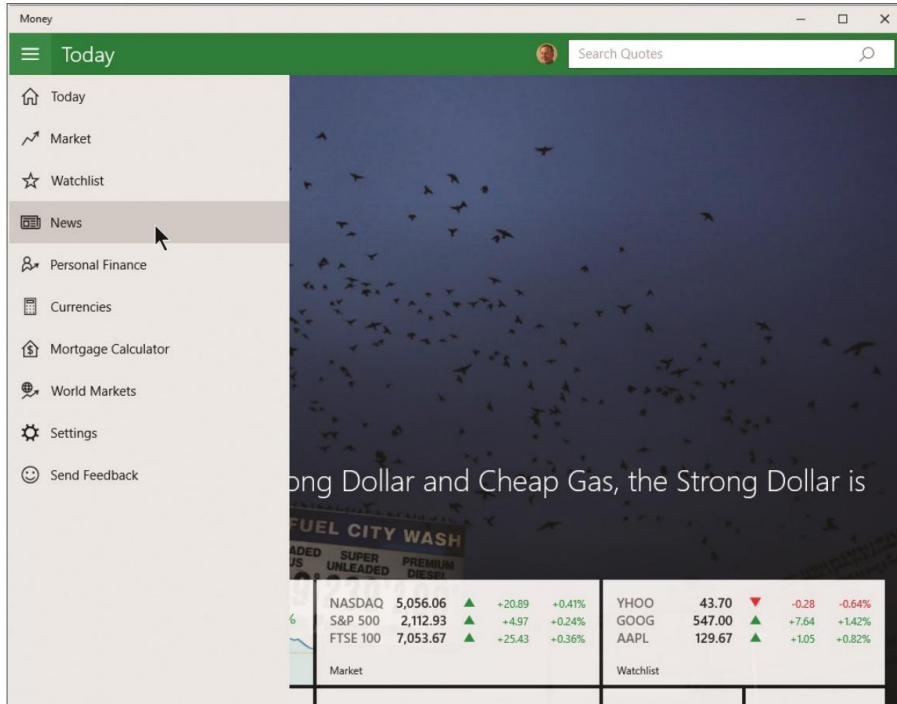 Money
Today
Search Quotes
Today
Market
Watchlist
News
Personal Finance
Currencies
Mortgage Calculator
World Markets
Settings
Send Feedback
Dollar and Cheap Gas, the Strong Dollar is
FUEL CITY WASH
SUPER
UNLEADED
PREMIUM
DIESEL
%
NASDAQ 5,056.06 ▲ +20.89 +0.41%
S&P 500 2,112.93 ▲ +4.97 +0.24%
FTSE 100 7,053.67 ▲ +25.43 +0.36%
Market
YHOO 43.70 ▼ -0.28 -0.64%
GOOG 547.00 ▲ +7.64 +1.42%
AAPL 129.67 ▲ +1.05 +0.82%
Watchlist